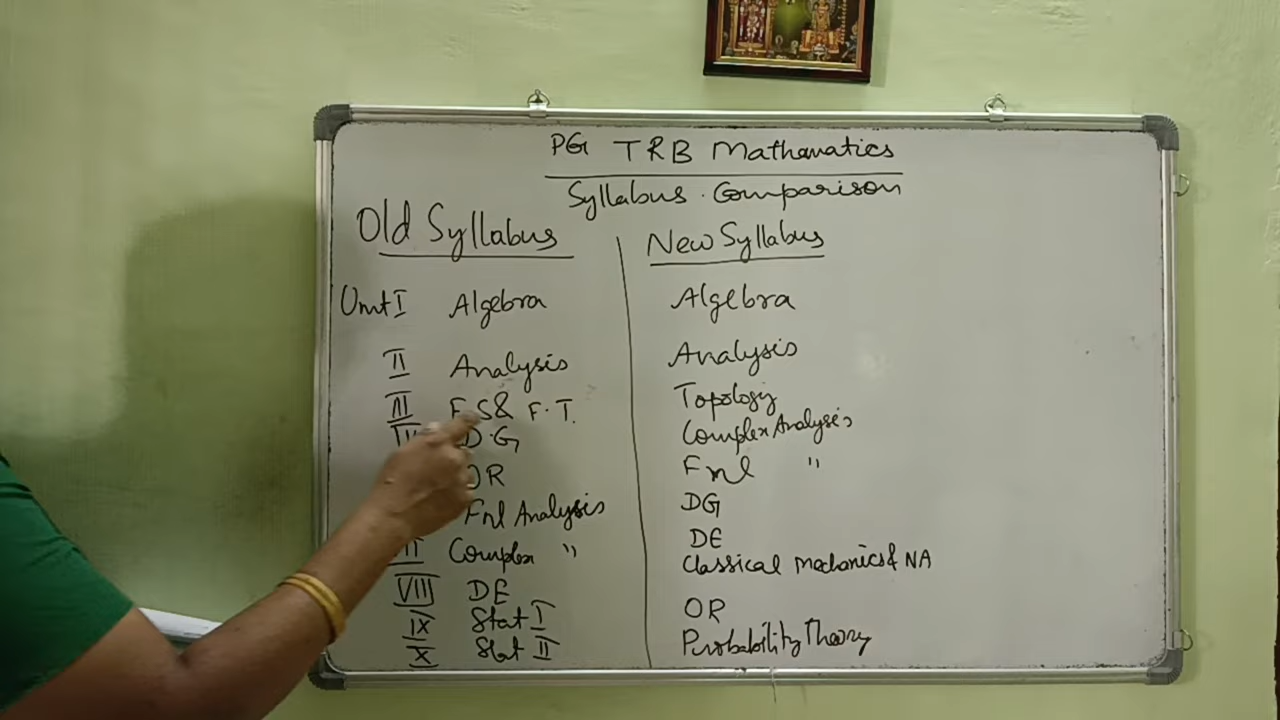 PG TRB Mathematics
Syllabus Comparison
Old Syllabus
Unit I Algebra
II Analysis
III F.S & F.T.
D.G
OR
Fnl Analysis
Complex "
VIII DE
IX Stat I
X Stat II
New Syllabus
Algebra
Analysis
Topology
Complex Analysis
Fnl "
DG
DE
Classical mechanics & NA
OR
Probability Theory